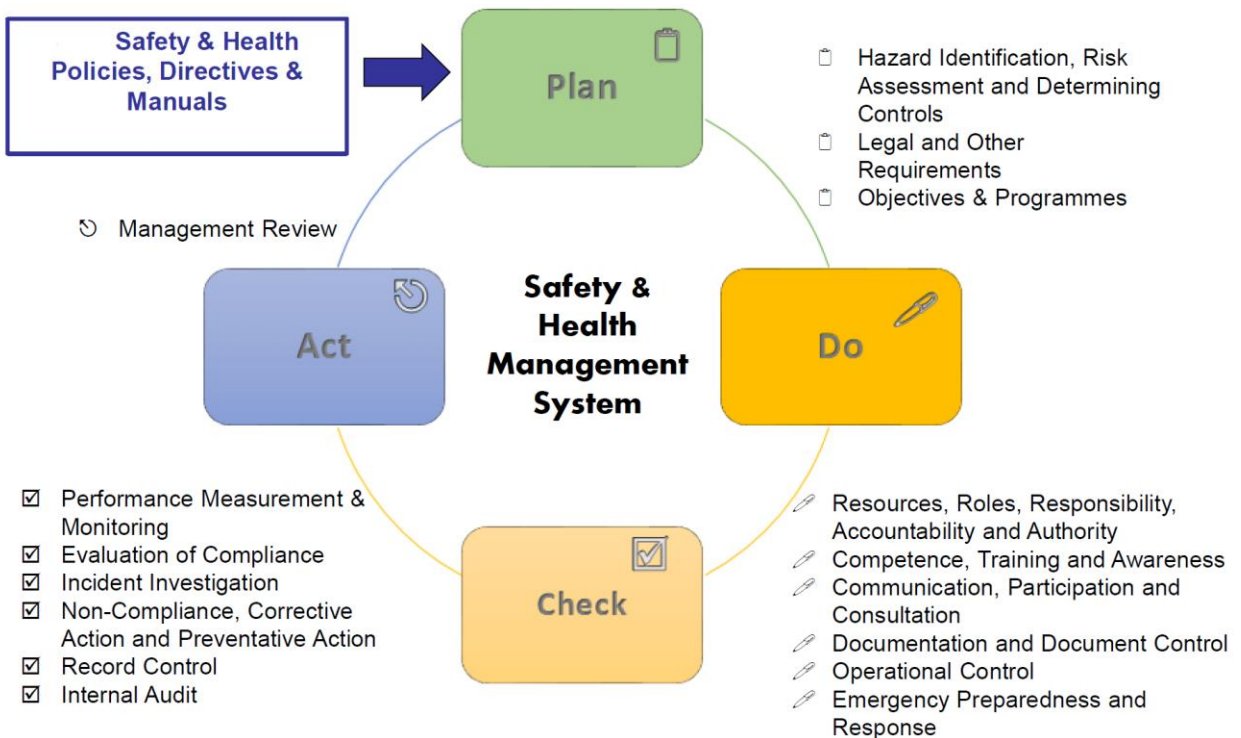 Safety & Health
Policies, Directives &
Manuals
Plan
Hazard Identification, Risk
Assessment and Determining
Controls
Legal and Other
Requirements
Objectives & Programmes
Management Review
Act
Safety &
Health
Management
System
Do
Performance Measurement &
Monitoring
Evaluation of Compliance
Incident Investigation
Non-Compliance, Corrective
Action and Preventative Action
Record Control
Internal Audit
Check
Resources, Roles, Responsibility,
Accountability and Authority
Competence, Training and Awareness
Communication, Participation and
Consultation
Documentation and Document Control
Operational Control
Emergency Preparedness and
Response